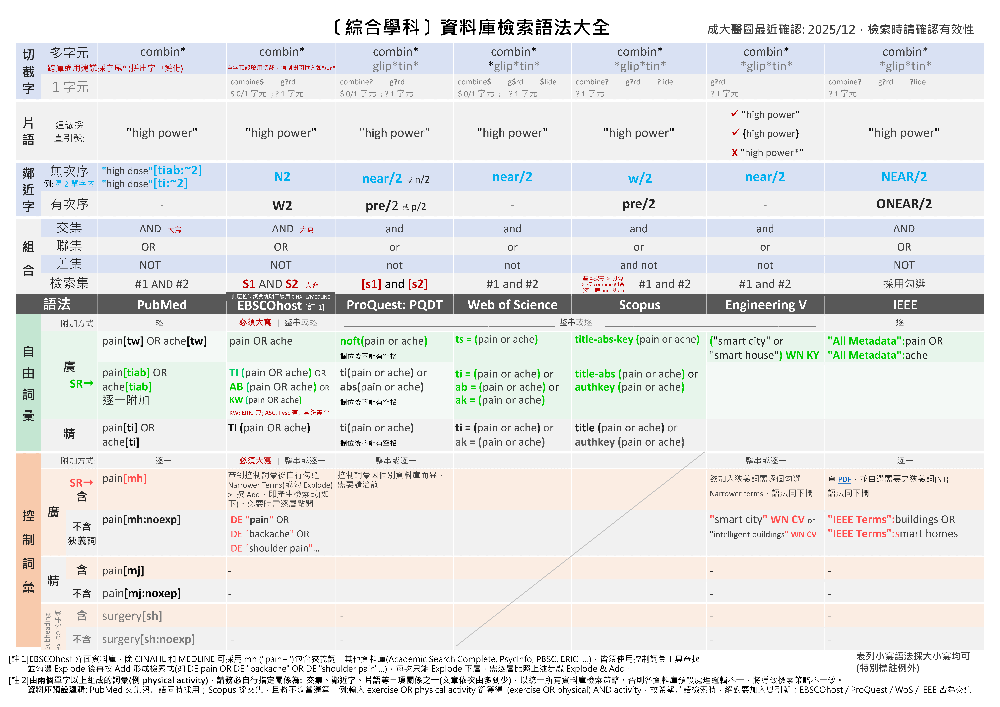 〔綜合學科〕資料庫檢索語法大全
成大醫圖最近確認: 2025/12，檢索時請確認有效性
切截字
多字元
跨庫通用建議採字尾* (拼出字中變化)
combin*
combin*
單字預設啟用切截，強制關閉輸入如"sun"
combin*
glip*tin*
combin*
*glip*tin*
combin*
*glip*tin*
combin*
*glip*tin*
combin*
*glip*tin*
1 字元
combine$ g?rd
$ 0/1 字元 ; ? 1 字元
combine? g?rd
$ 0/1 字元 ; ? 1 字元
combine$ g$rd $lide
$ 0/1 字元 ; ? 1 字元
combine? g?rd ?lide
? 1 字元
g?rd
? 1 字元
combine? g?rd ?lide
? 1 字元
片語
建議採
直引號:
"high power"
"high power"
"high power"
"high power"
"high power"
✓ "high power"
✓ {high power}
X "high power*"
"high power"
鄰近字
無次序
例:隔 2 單字內
"high dose"[tiab:~2]
"high dose"[ti:~2]
N2
near/2 或 n/2
near/2
w/2
near/2
NEAR/2
有次序
-
W2
pre/2 或 p/2
-
pre/2
-
ONEAR/2
組合
交集
AND 大寫
AND 大寫
and
and
and
and
AND
聯集
OR
OR
or
or
or
or
OR
差集
NOT
NOT
not
not
and not
not
NOT
檢索集
#1 AND #2
S1 AND S2 大寫
[s1] and [s2]
#1 and #2
基本搜尋 > 打勾
> 按 combine 組合
(勿同時 and 與 or)
#1 and #2
#1 and #2
採用勾選
語法
PubMed
此區控制詞彙說明不適用 CINAHL/MEDLINE
EBSCOhost [註 1]
ProQuest: PQDT
Web of Science
Scopus
Engineering V
IEEE
自由詞彙
附加方式:
逐一
必須大寫 | 整串或逐一
整串或逐一
逐一
廣
SR→
pain[tw] OR ache[tw]
pain OR ache
noft(pain or ache)
欄位後不能有空格
ts = (pain or ache)
title-abs-key (pain or ache)
("smart city" or
"smart house") WN KY
"All Metadata":pain OR
"All Metadata":ache
pain[tiab] OR
ache[tiab]
逐一附加
TI (pain OR ache) OR
AB (pain OR ache) OR
KW (pain OR ache)
KW: ERIC 無; ASC, Pysc 有; 其餘需查
ti(pain or ache) or
abs(pain or ache)
欄位後不能有空格
ti = (pain or ache) or
ab = (pain or ache) or
ak = (pain or ache)
title-abs (pain or ache) or
authkey (pain or ache)
精
pain[ti] OR
ache[ti]
TI (pain OR ache)
ti(pain or ache)
欄位後不能有空格
ti = (pain or ache) or
ak = (pain or ache)
title (pain or ache) or
authkey (pain or ache)
控制詞彙
附加方式:
逐一
必須大寫 | 整串或逐一
整串或逐一
整串或逐一
逐一
廣
SR→
含
pain[mh]
查到控制詞彙後自行勾選
Narrower Terms(或勾 Explode)
> 按 Add，即產生檢索式(如
下)。必要時需逐層點開
控制詞彙因個別資料庫而異，
需要請洽詢
欲加入狹義詞需逐個勾選
Narrower terms，語法同下欄
查 PDF，並自選需要之狹義詞(NT)
語法同下欄
不含
狹義詞
pain[mh:noexp]
DE "pain" OR
DE "backache" OR
DE "shoulder pain"...
"smart city" WN CV or
"intelligent buildings" WN CV
"IEEE Terms":buildings OR
"IEEE Terms":smart homes
精
含
pain[mj]
-
-
-
不含
pain[mj:noxep]
-
-
-
Subheading
ex. OO 的手術
含
surgery[sh]
-
-
-
不含
surgery[sh:noexp]
-
-
-
-
[註 1]EBSCOhost 介面資料庫，除 CINAHL 和 MEDLINE 可採用 mh ("pain+")包含狹義詞，其他資料庫(Academic Search Complete, PsycInfo, PBSC, ERIC ...)，皆須使用控制詞彙工具查找
並勾選 Explode 後再按 Add 形成檢索式(如 DE pain OR DE "backache" OR DE "shoulder pain"...)，每次只能 Explode 下層，需逐層比照上述步驟 Explode & Add。
表列小寫語法採大小寫均可
(特別標註例外)
[註 2]由兩個單字以上組成的詞彙(例 physical activity)，請務必自行指定關係為: 交集、鄰近字、片語等三項關係之一(文章依次由多到少)，以統一所有資料庫檢索策略。否則各資料庫預設處理邏輯不一，將導致檢索策略不一致。
資料庫預設邏輯: PubMed 交集與片語同時採用；Scopus 採交集，且將不適當運算，例:輸入 exercise OR physical activity 卻獲得 (exercise OR physical) AND activity，故希望片語檢索時，絕對要加入雙引號；EBSCOhost / ProQuest / WoS / IEEE 皆為交集